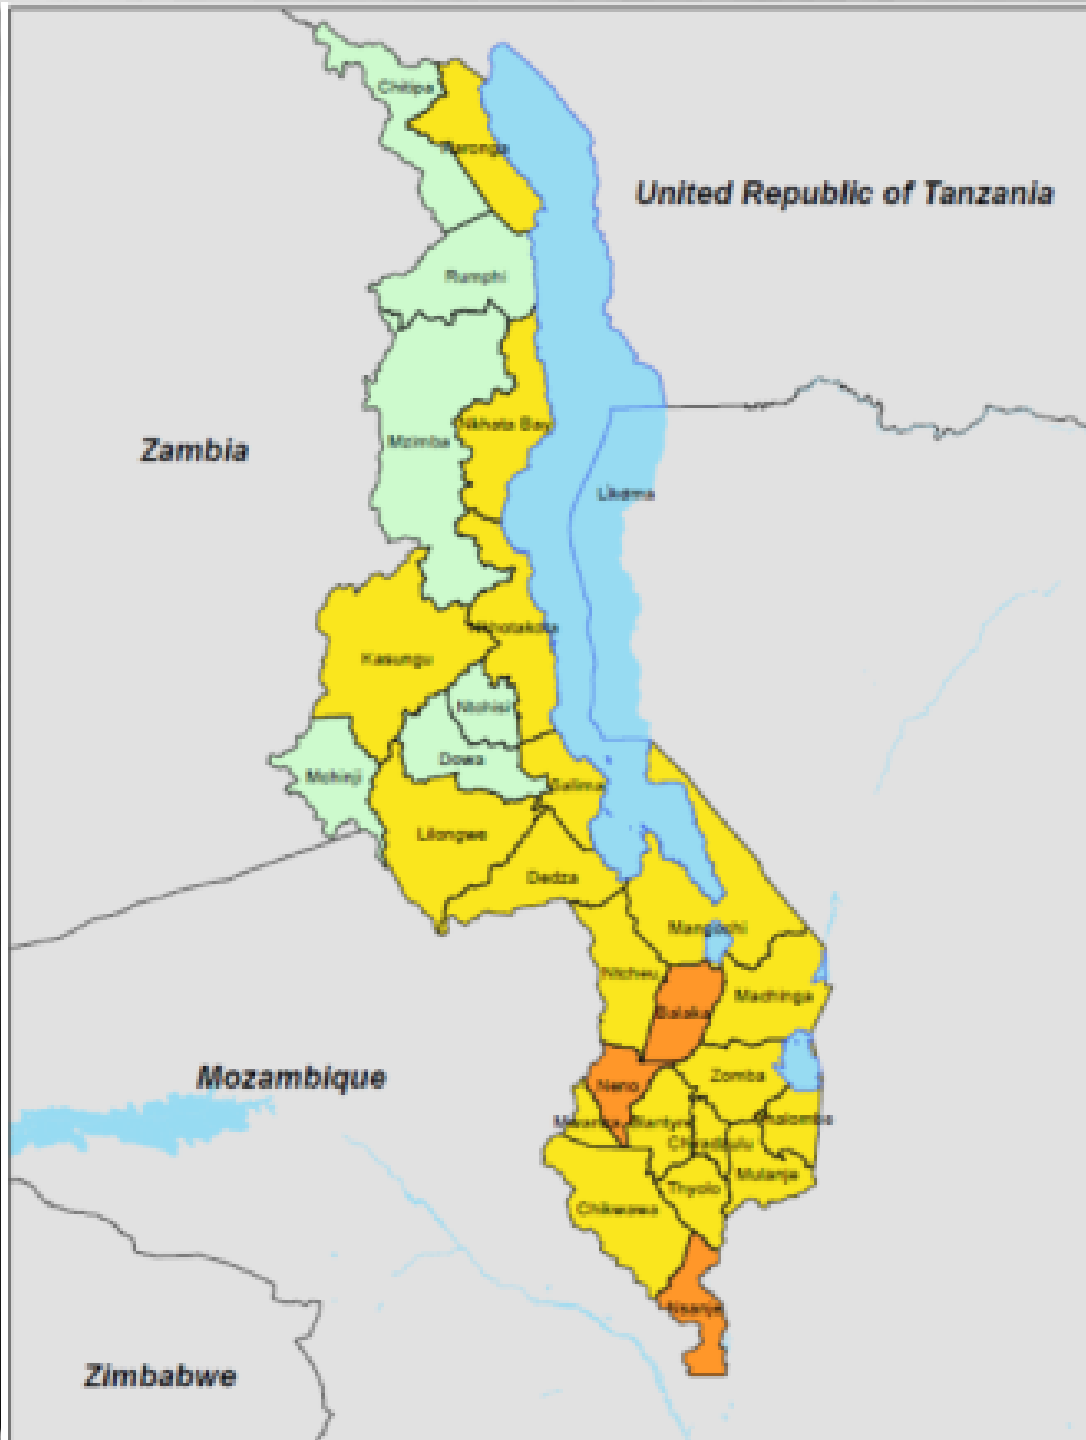 Chitipa
Karonga
United Republic of Tanzania
Rumphi
Nkhata Bay
Mzimba
Zambia
Likoma
Nkhotakota
Kasungu
Ntchisi
Dowa
Mchinji
Salima
Lilongwe
Dedza
Mangochi
Ntcheu
Machinga
Balaka
Zomba
Mozambique
Neno
Mwanza
Blantyre
Phalombe
Chiradzulu
Mulanje
Thyolo
Chikwawa
Nsanje
Zimbabwe